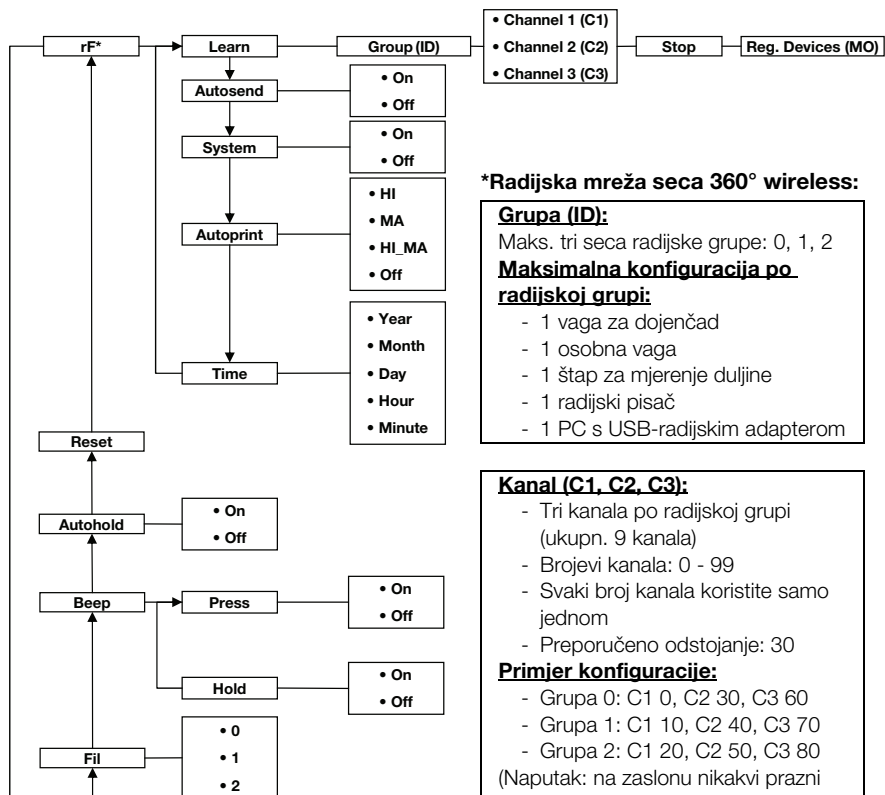 rF*
Learn
Group (ID)
• Channel 1 (C1)
• Channel 2 (C2)
• Channel 3 (C3)
Stop
Reg. Devices (MO)
Autosend
• On
• Off
System
• On
• Off
Autoprint
• HI
• MA
• HI_MA
• Off
Time
• Year
• Month
• Day
• Hour
• Minute
Reset
Autohold
• On
• Off
Beep
Press
• On
• Off
Hold
• On
• Off
Fil
• 0
• 1
• 2
*Radijska mreža seca 360° wireless:
Grupa (ID):
Maks. tri seca radijske grupe: 0, 1, 2
Maksimalna konfiguracija po
radijskoj grupi:
- 1 vaga za dojenčad
- 1 osobna vaga
- 1 štap za mjerenje duljine
- 1 radijski pisač
- 1 PC s USB-radijskim adapterom
Kanal (C1, C2, C3):
- Tri kanala po radijskoj grupi
(ukupn. 9 kanala)
- Brojevi kanala: 0 - 99
- Svaki broj kanala koristite samo
jednom
- Preporučeno odstojanje: 30
Primjer konfiguracije:
- Grupa 0: C1 0, C2 30, C3 60
- Grupa 1: C1 10, C2 40, C3 70
- Grupa 2: C1 20, C2 50, C3 80
(Naputak: na zaslonu nikakvi prazni